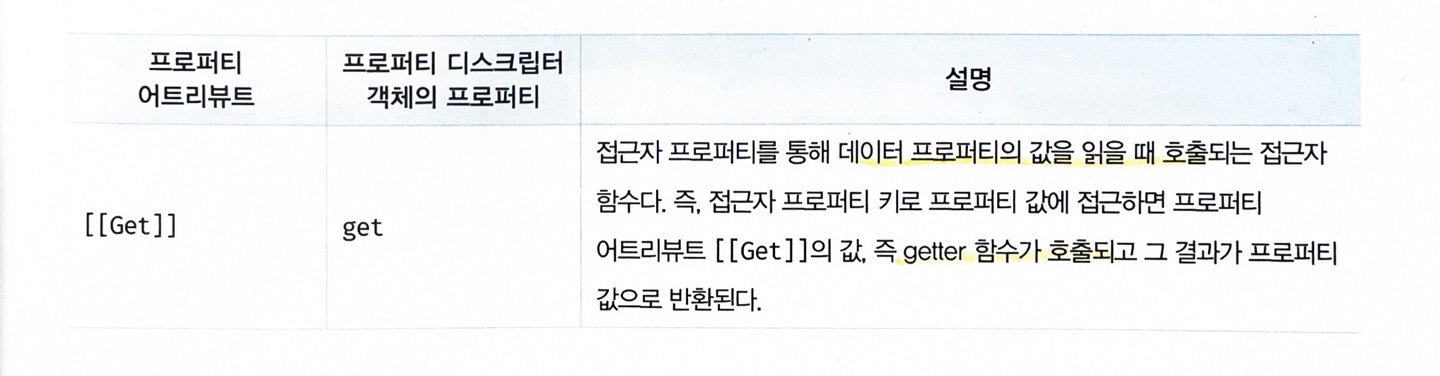 프로퍼티
어트리뷰트
프로퍼티 디스크립터
객체의 프로퍼티
설명
[[Get]]
get
접근자 프로퍼티를 통해 데이터 프로퍼티의 값을 읽을 때 호출되는 접근자
함수다. 즉, 접근자 프로퍼티 키로 프로퍼티 값에 접근하면 프로퍼티
어트리뷰트 [[Get]]의 값, 즉 getter 함수가 호출되고 그 결과가 프로퍼티
값으로 반환된다.